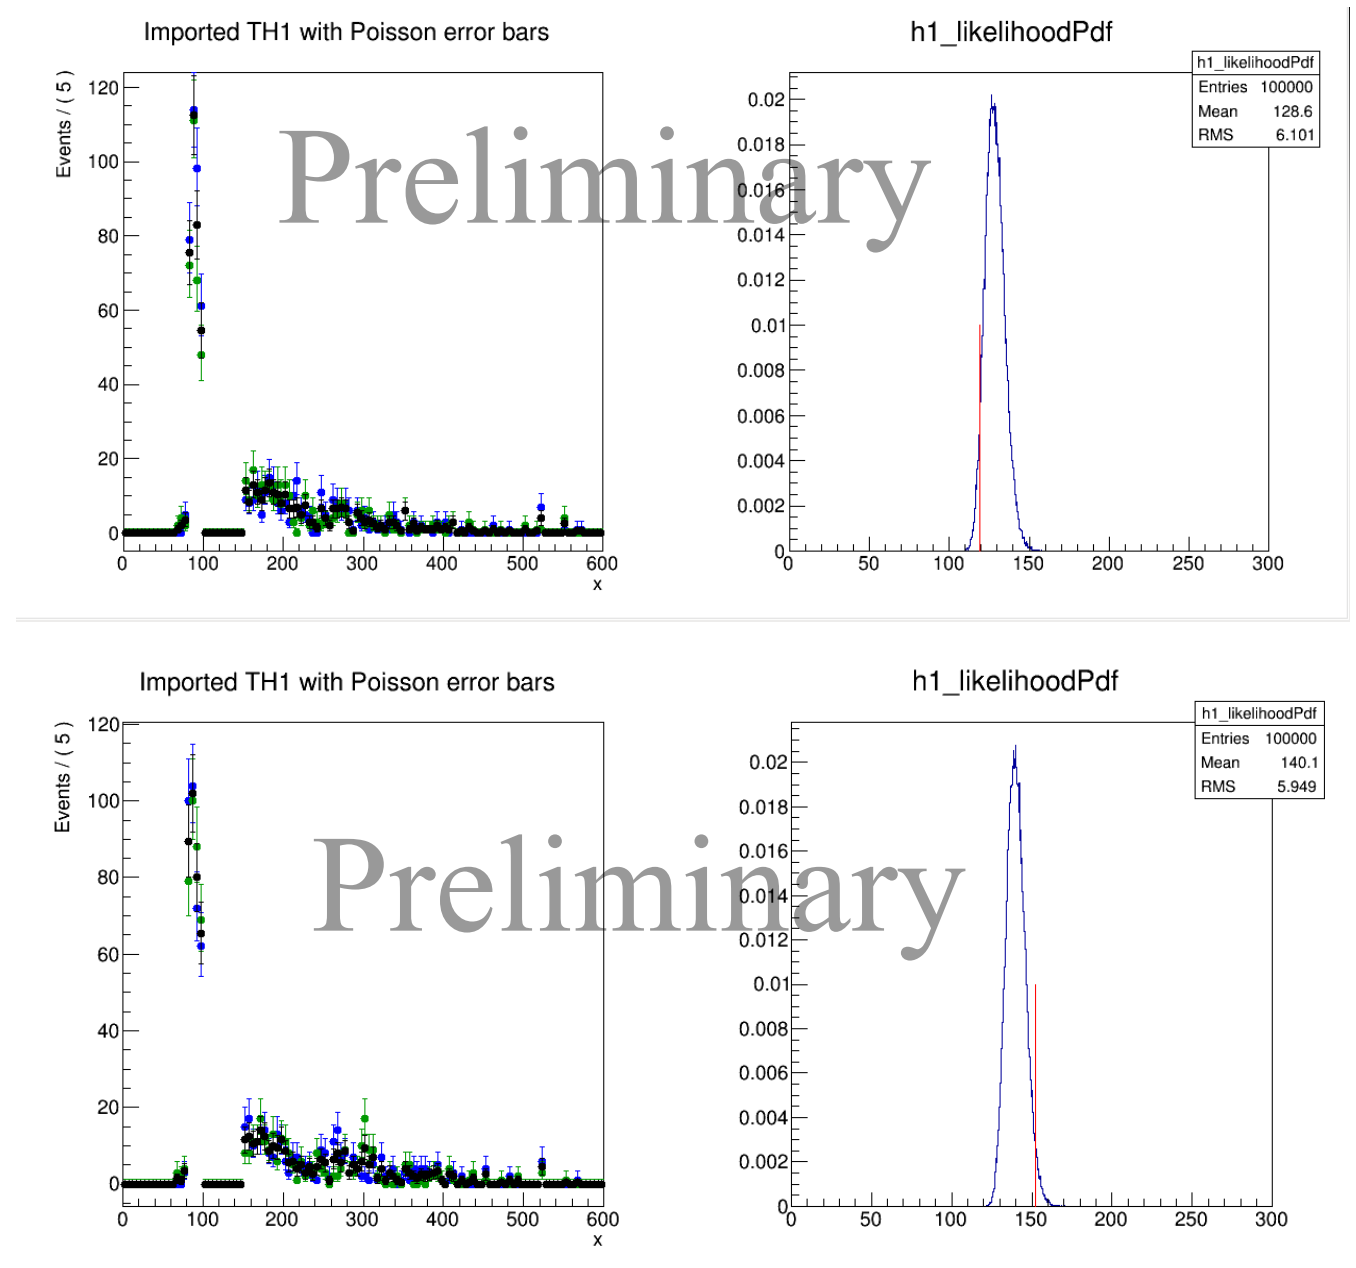 Imported TH1 with Poisson error bars
Events / ( 5 )
120
100
80
60
40
20
0
0 100 200 300 400 500 600
x
h1_likelihoodPdf
h1_likelihoodPdf
Entries 100000
Mean 128.6
RMS 6.101
0.02
0.018
0.016
0.014
0.012
0.01
0.008
0.006
0.004
0.002
0
0 50 100 150 200 250 300
Preliminary
Imported TH1 with Poisson error bars
Events / ( 5 )
120
100
80
60
40
20
0
0 100 200 300 400 500 600
x
h1_likelihoodPdf
h1_likelihoodPdf
Entries 100000
Mean 140.1
RMS 5.949
0.02
0.018
0.016
0.014
0.012
0.01
0.008
0.006
0.004
0.002
0
0 50 100 150 200 250 300
Preliminary